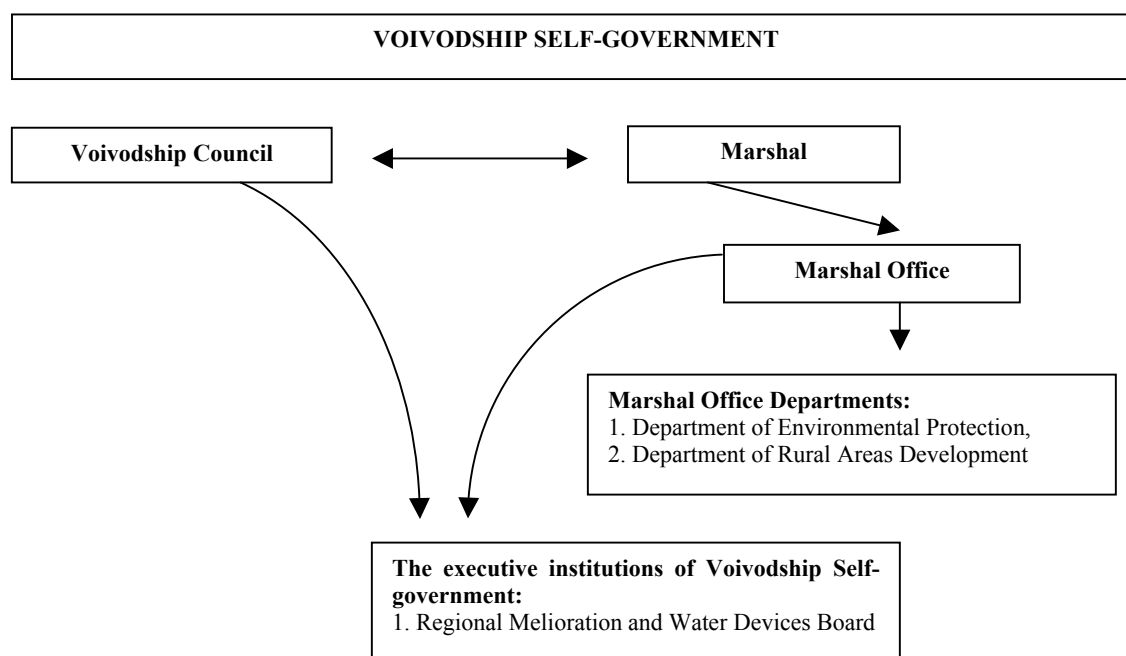 VOIVODSHIP SELF-GOVERNMENT
Voivodship Council
Marshal
Marshal Office
Marshal Office Departments:
1. Department of Environmental Protection,
2. Department of Rural Areas Development
The executive institutions of Voivodship Self-
government:
1. Regional Melioration and Water Devices Board